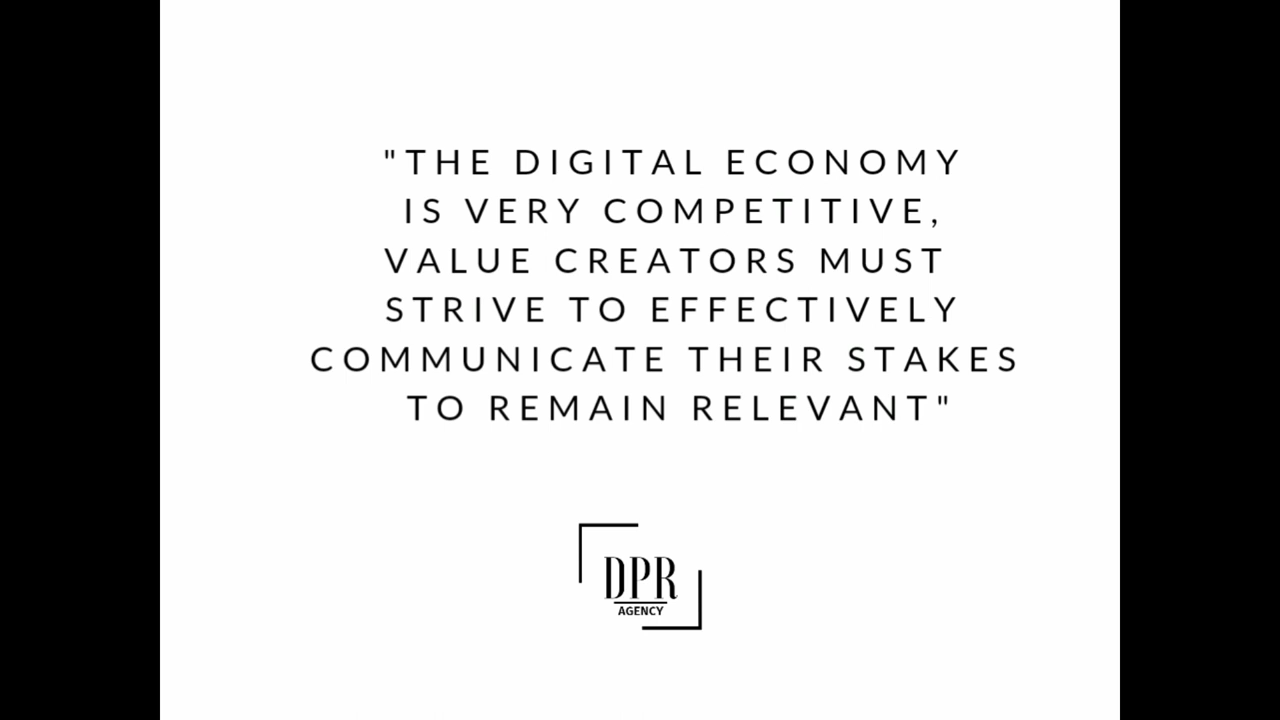 "THE DIGITAL ECONOMY
IS VERY COMPETITIVE,
VALUE CREATORS MUST
STRIVE TO EFFECTIVELY
COMMUNICATE THEIR STAKES
TO REMAIN RELEVANT"
DPR
AGENCY